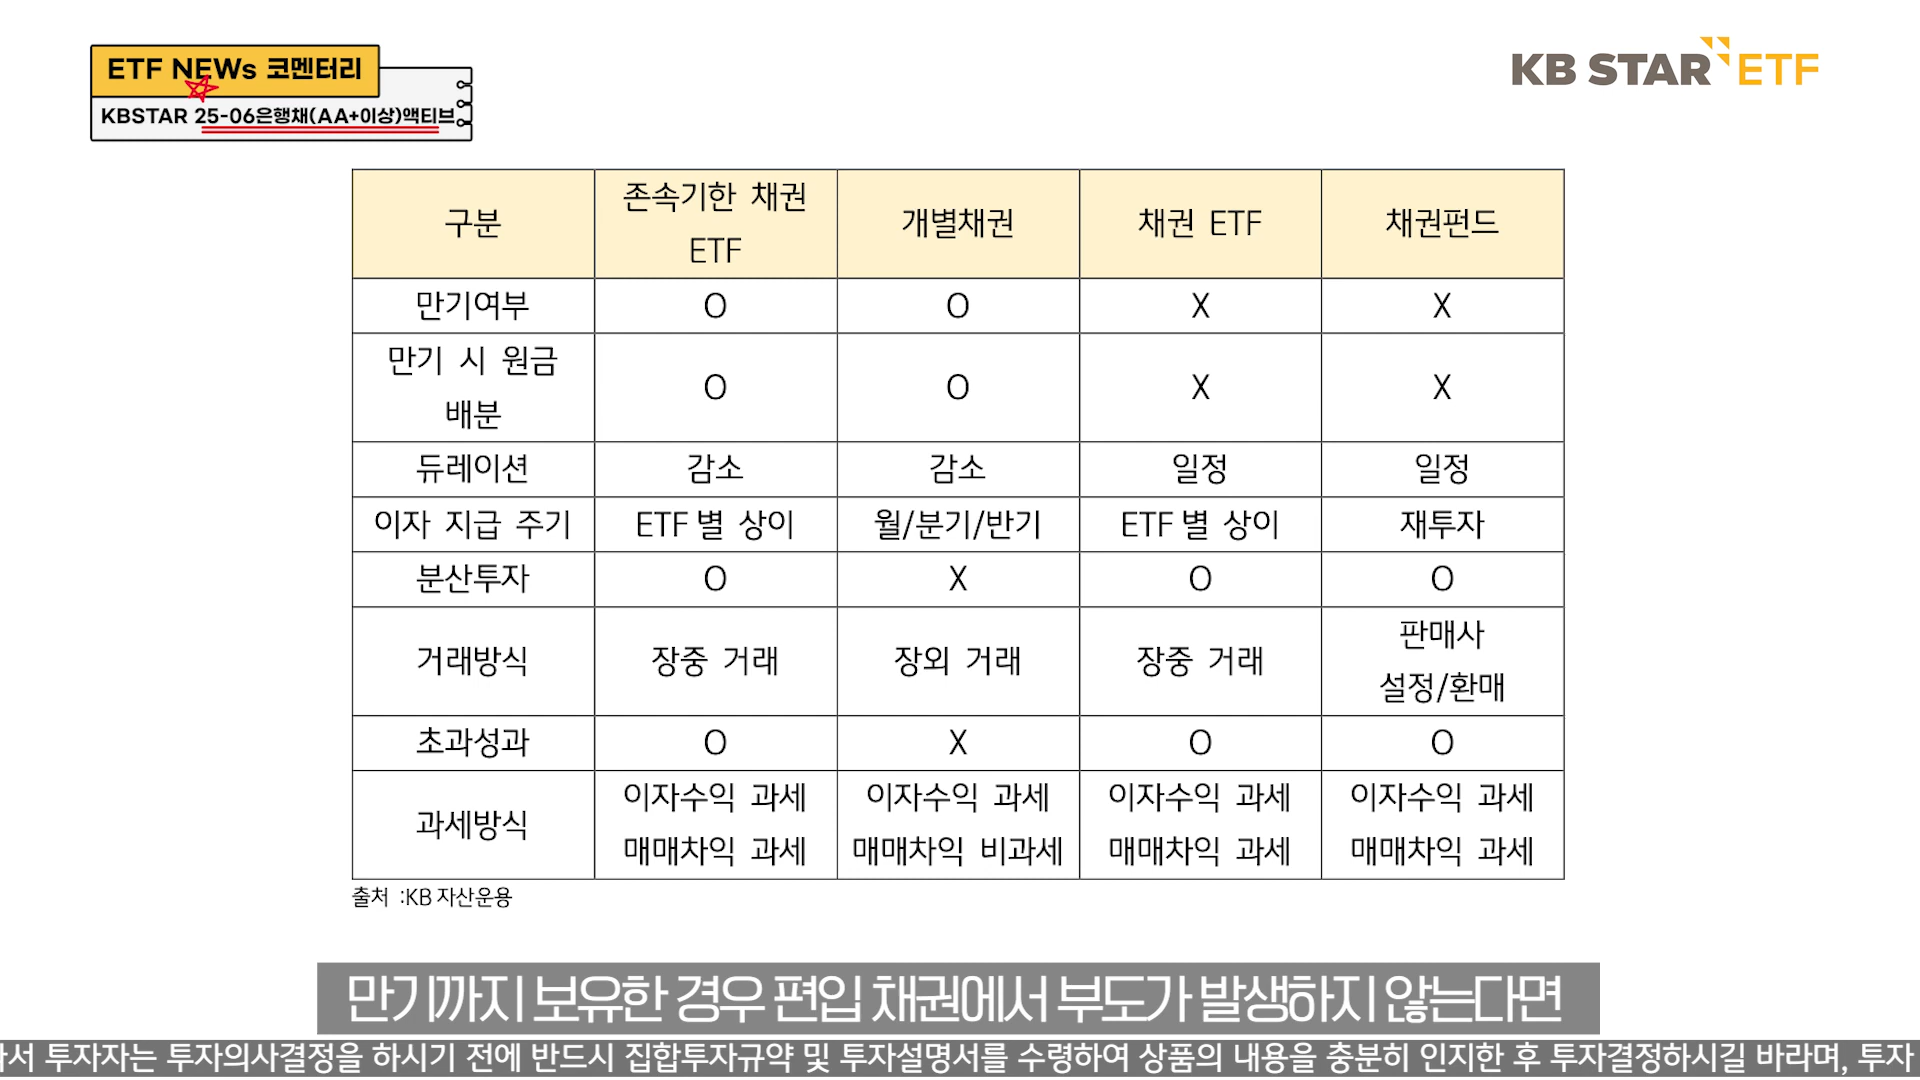 ETF NEWs 코멘터리
KBSTAR 25-06은행채(AA+이상)액티브
KB STAR ETF
구분 존속기한 채권 ETF 개별채권 채권 ETF 채권펀드
만기여부 O O X X
만기 시 원금 배분 O O X X
듀레이션 감소 감소 일정 일정
이자 지급 주기 ETF별 상이 월/분기/반기 ETF별 상이 재투자
분산투자 O X O O
거래방식 장중 거래 장외 거래 장중 거래 판매사 설정/환매
초과성과 O X O O
과세방식 이자수익 과세 매매차익 과세 이자수익 과세 매매차익 비과세 이자수익 과세 매매차익 과세 이자수익 과세 매매차익 과세
출처 :KB자산운용
만기까지 보유한 경우 편입 채권에서 부도가 발생하지 않는다면
서 투자자는 투자의사결정을 하시기 전에 반드시 집합투자규약 및 투자설명서를 수령하여 상품의 내용을 충분히 인지한 후 투자결정하시길 바라며, 투자